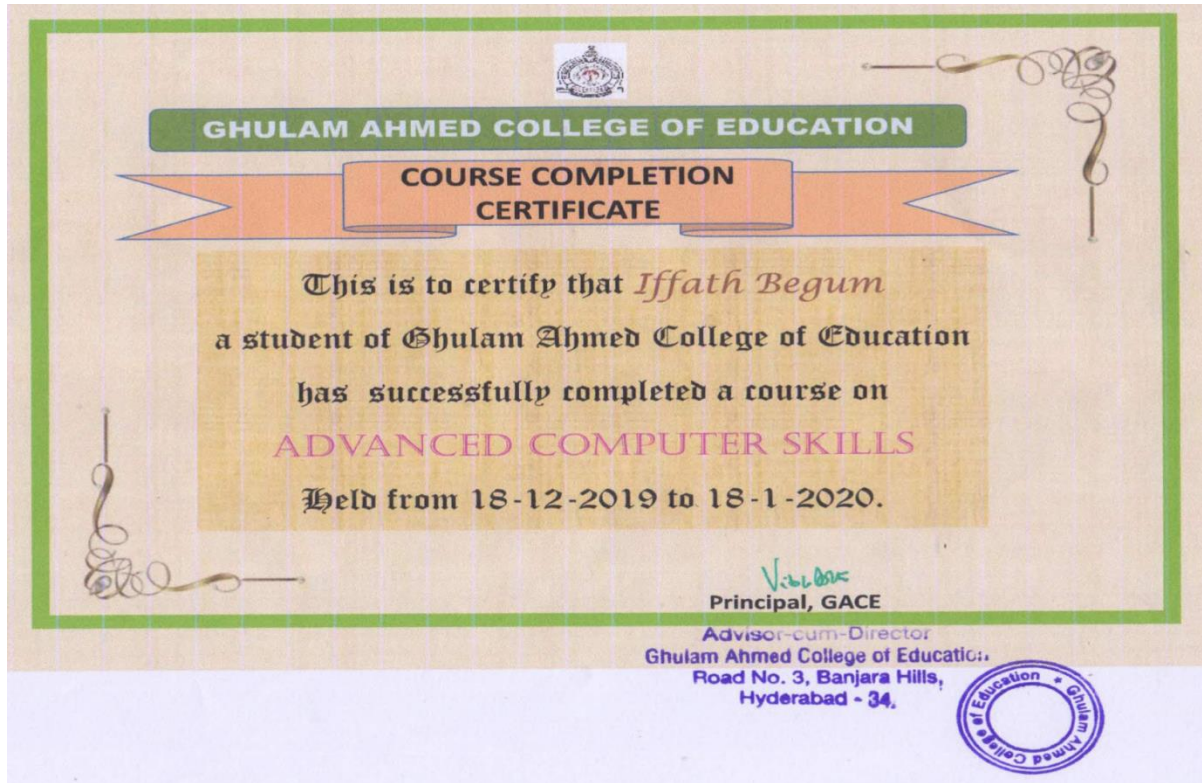 GHULAM AHMED COLLEGE OF EDUCATION
COURSE COMPLETION
CERTIFICATE
This is to certify that Iffath Begum
a student of Ghulam Ahmed College of Education
has successfully completed a course on
ADVANCED COMPUTER SKILLS
Held from 18-12-2019 to 18-1-2020.
Principal, GACE
Advisor-cum-Director
Ghulam Ahmed College of Education
Road No. 3, Banjara Hills,
Hyderabad - 34.
Ghulam Ahmed College of Education